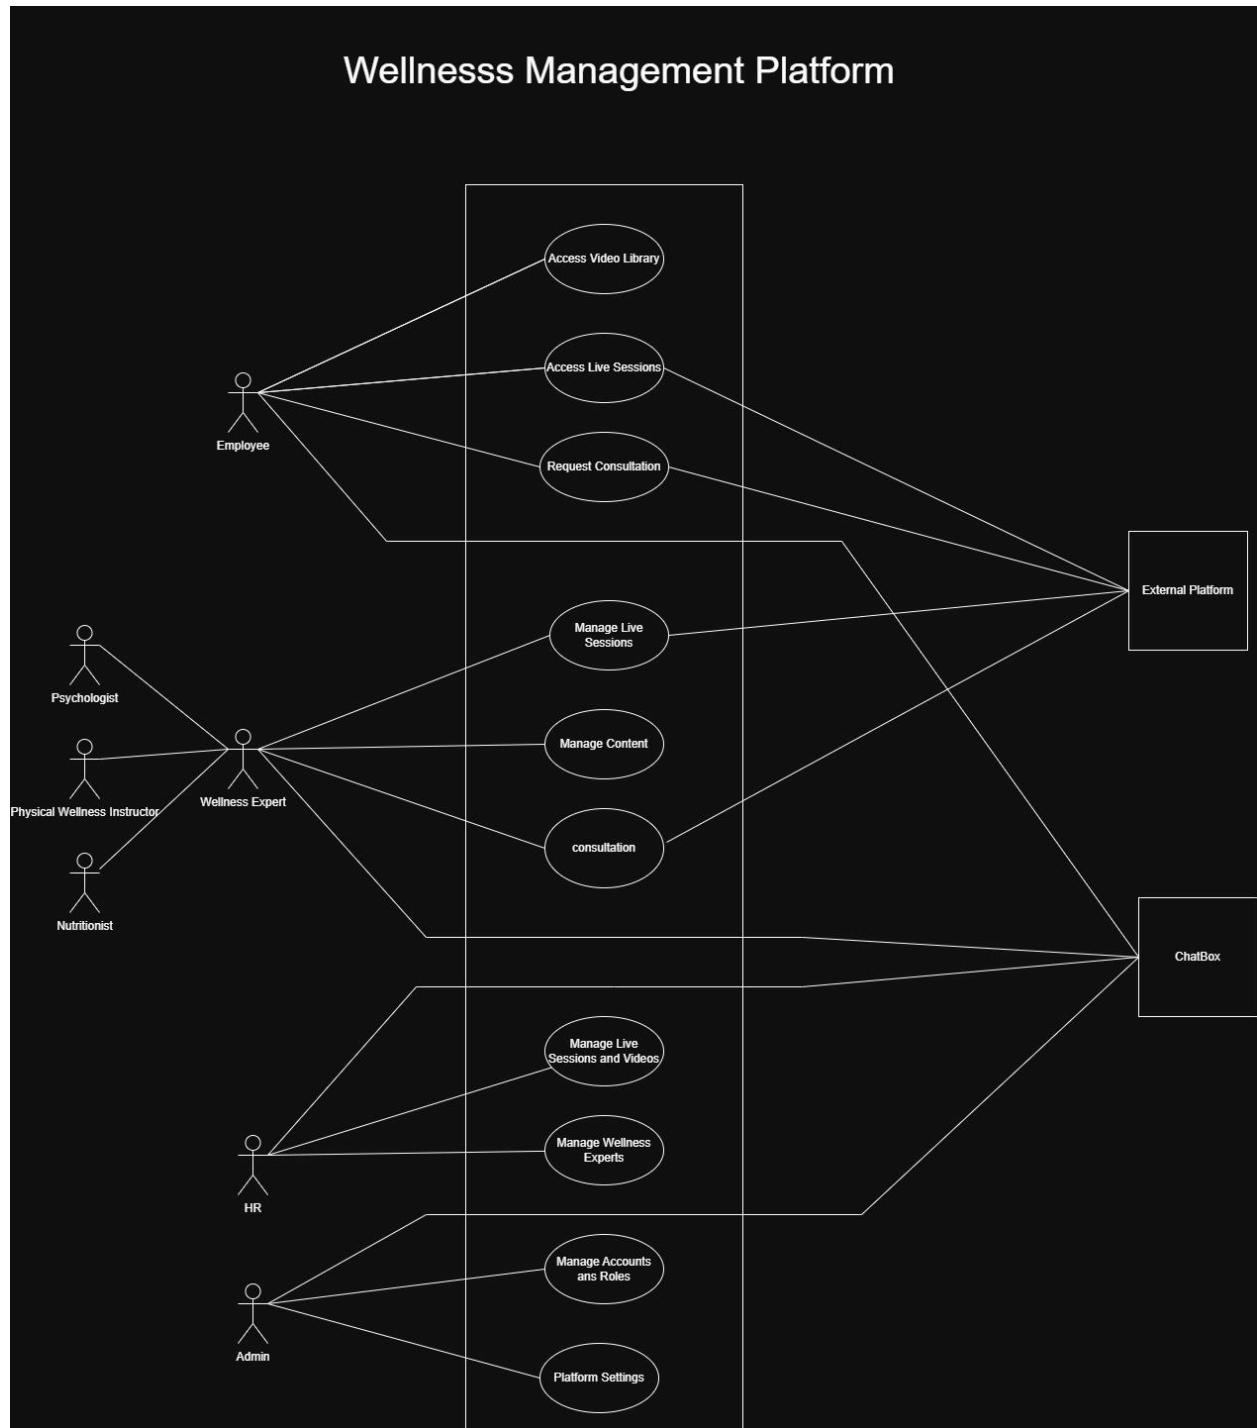 Wellnesss Management Platform
Access Video Library
Access Live Sessions
Employee
Request Consultation
External Platform
Manage Live
Sessions
Psychologist
Manage Content
Wellness Expert
Physical Wellness Instructor
consultation
Nutritionist
ChatBox
Manage Live
Sessions and Videos
Manage Wellness
Experts
HR
Manage Accounts
ans Roles
Admin
Platform Settings